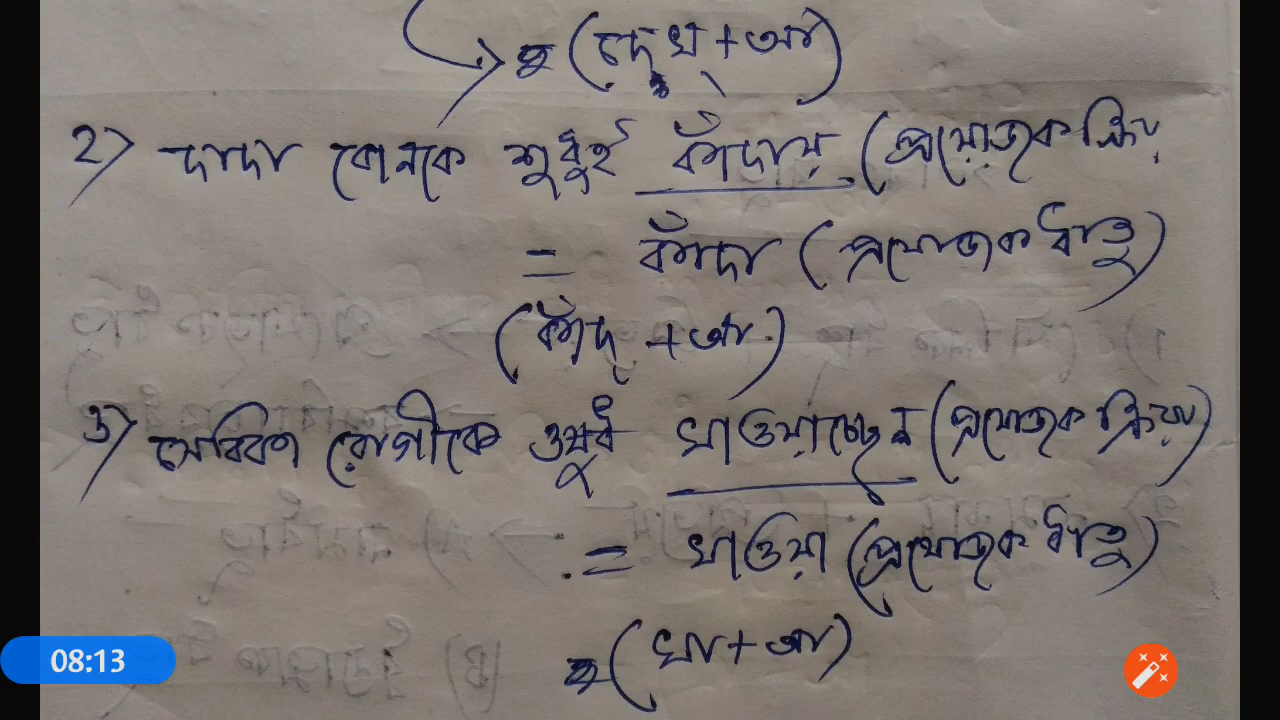 (দেখ্ + আ)
2) দাদা বোনকে শুধুই কাঁদায় (প্রযোজক ক্রিয়া
= কাঁদা (প্রযোজক ধাতু)
(কাঁদ্ + আ)
3) সেবিকা রোগীকে ওষুধ খাওয়াচ্ছেন (প্রযোজক ক্রিয়া)
= খাওয়া (প্রযোজক ধাতু)
(খা + আ)
08:13